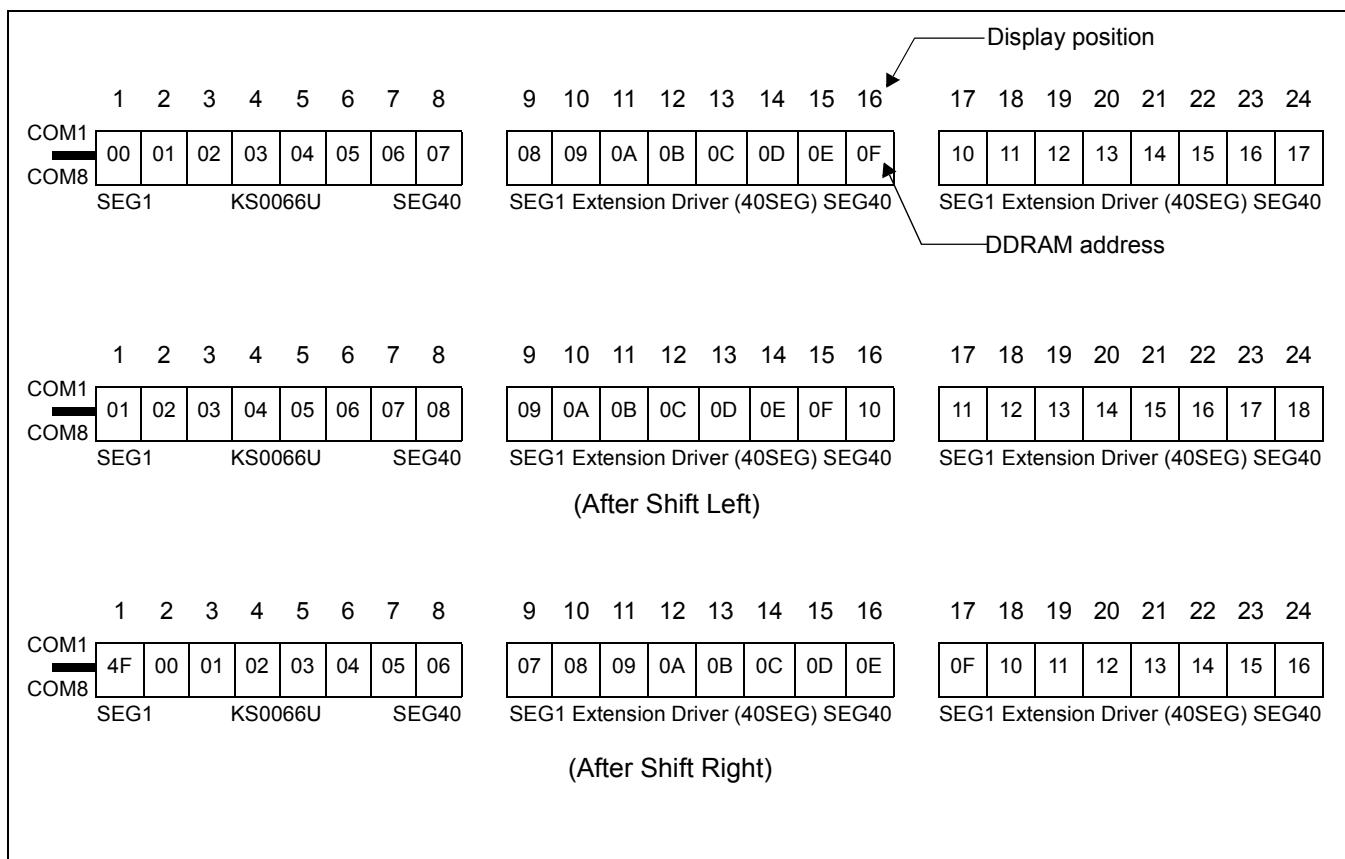 Display position
1 2 3 4 5 6 7 8 9 10 11 12 13 14 15 16 17 18 19 20 21 22 23 24
COM1
00 01 02 03 04 05 06 07 08 09 0A 0B 0C 0D 0E 0F 10 11 12 13 14 15 16 17
COM8
SEG1 KS0066U SEG40 SEG1 Extension Driver (40SEG) SEG40 SEG1 Extension Driver (40SEG) SEG40
DDRAM address
1 2 3 4 5 6 7 8 9 10 11 12 13 14 15 16 17 18 19 20 21 22 23 24
COM1
01 02 03 04 05 06 07 08 09 0A 0B 0C 0D 0E 0F 10 11 12 13 14 15 16 17 18
COM8
SEG1 KS0066U SEG40 SEG1 Extension Driver (40SEG) SEG40 SEG1 Extension Driver (40SEG) SEG40
(After Shift Left)
1 2 3 4 5 6 7 8 9 10 11 12 13 14 15 16 17 18 19 20 21 22 23 24
COM1
4F 00 01 02 03 04 05 06 07 08 09 0A 0B 0C 0D 0E 0F 10 11 12 13 14 15 16
COM8
SEG1 KS0066U SEG40 SEG1 Extension Driver (40SEG) SEG40 SEG1 Extension Driver (40SEG) SEG40
(After Shift Right)